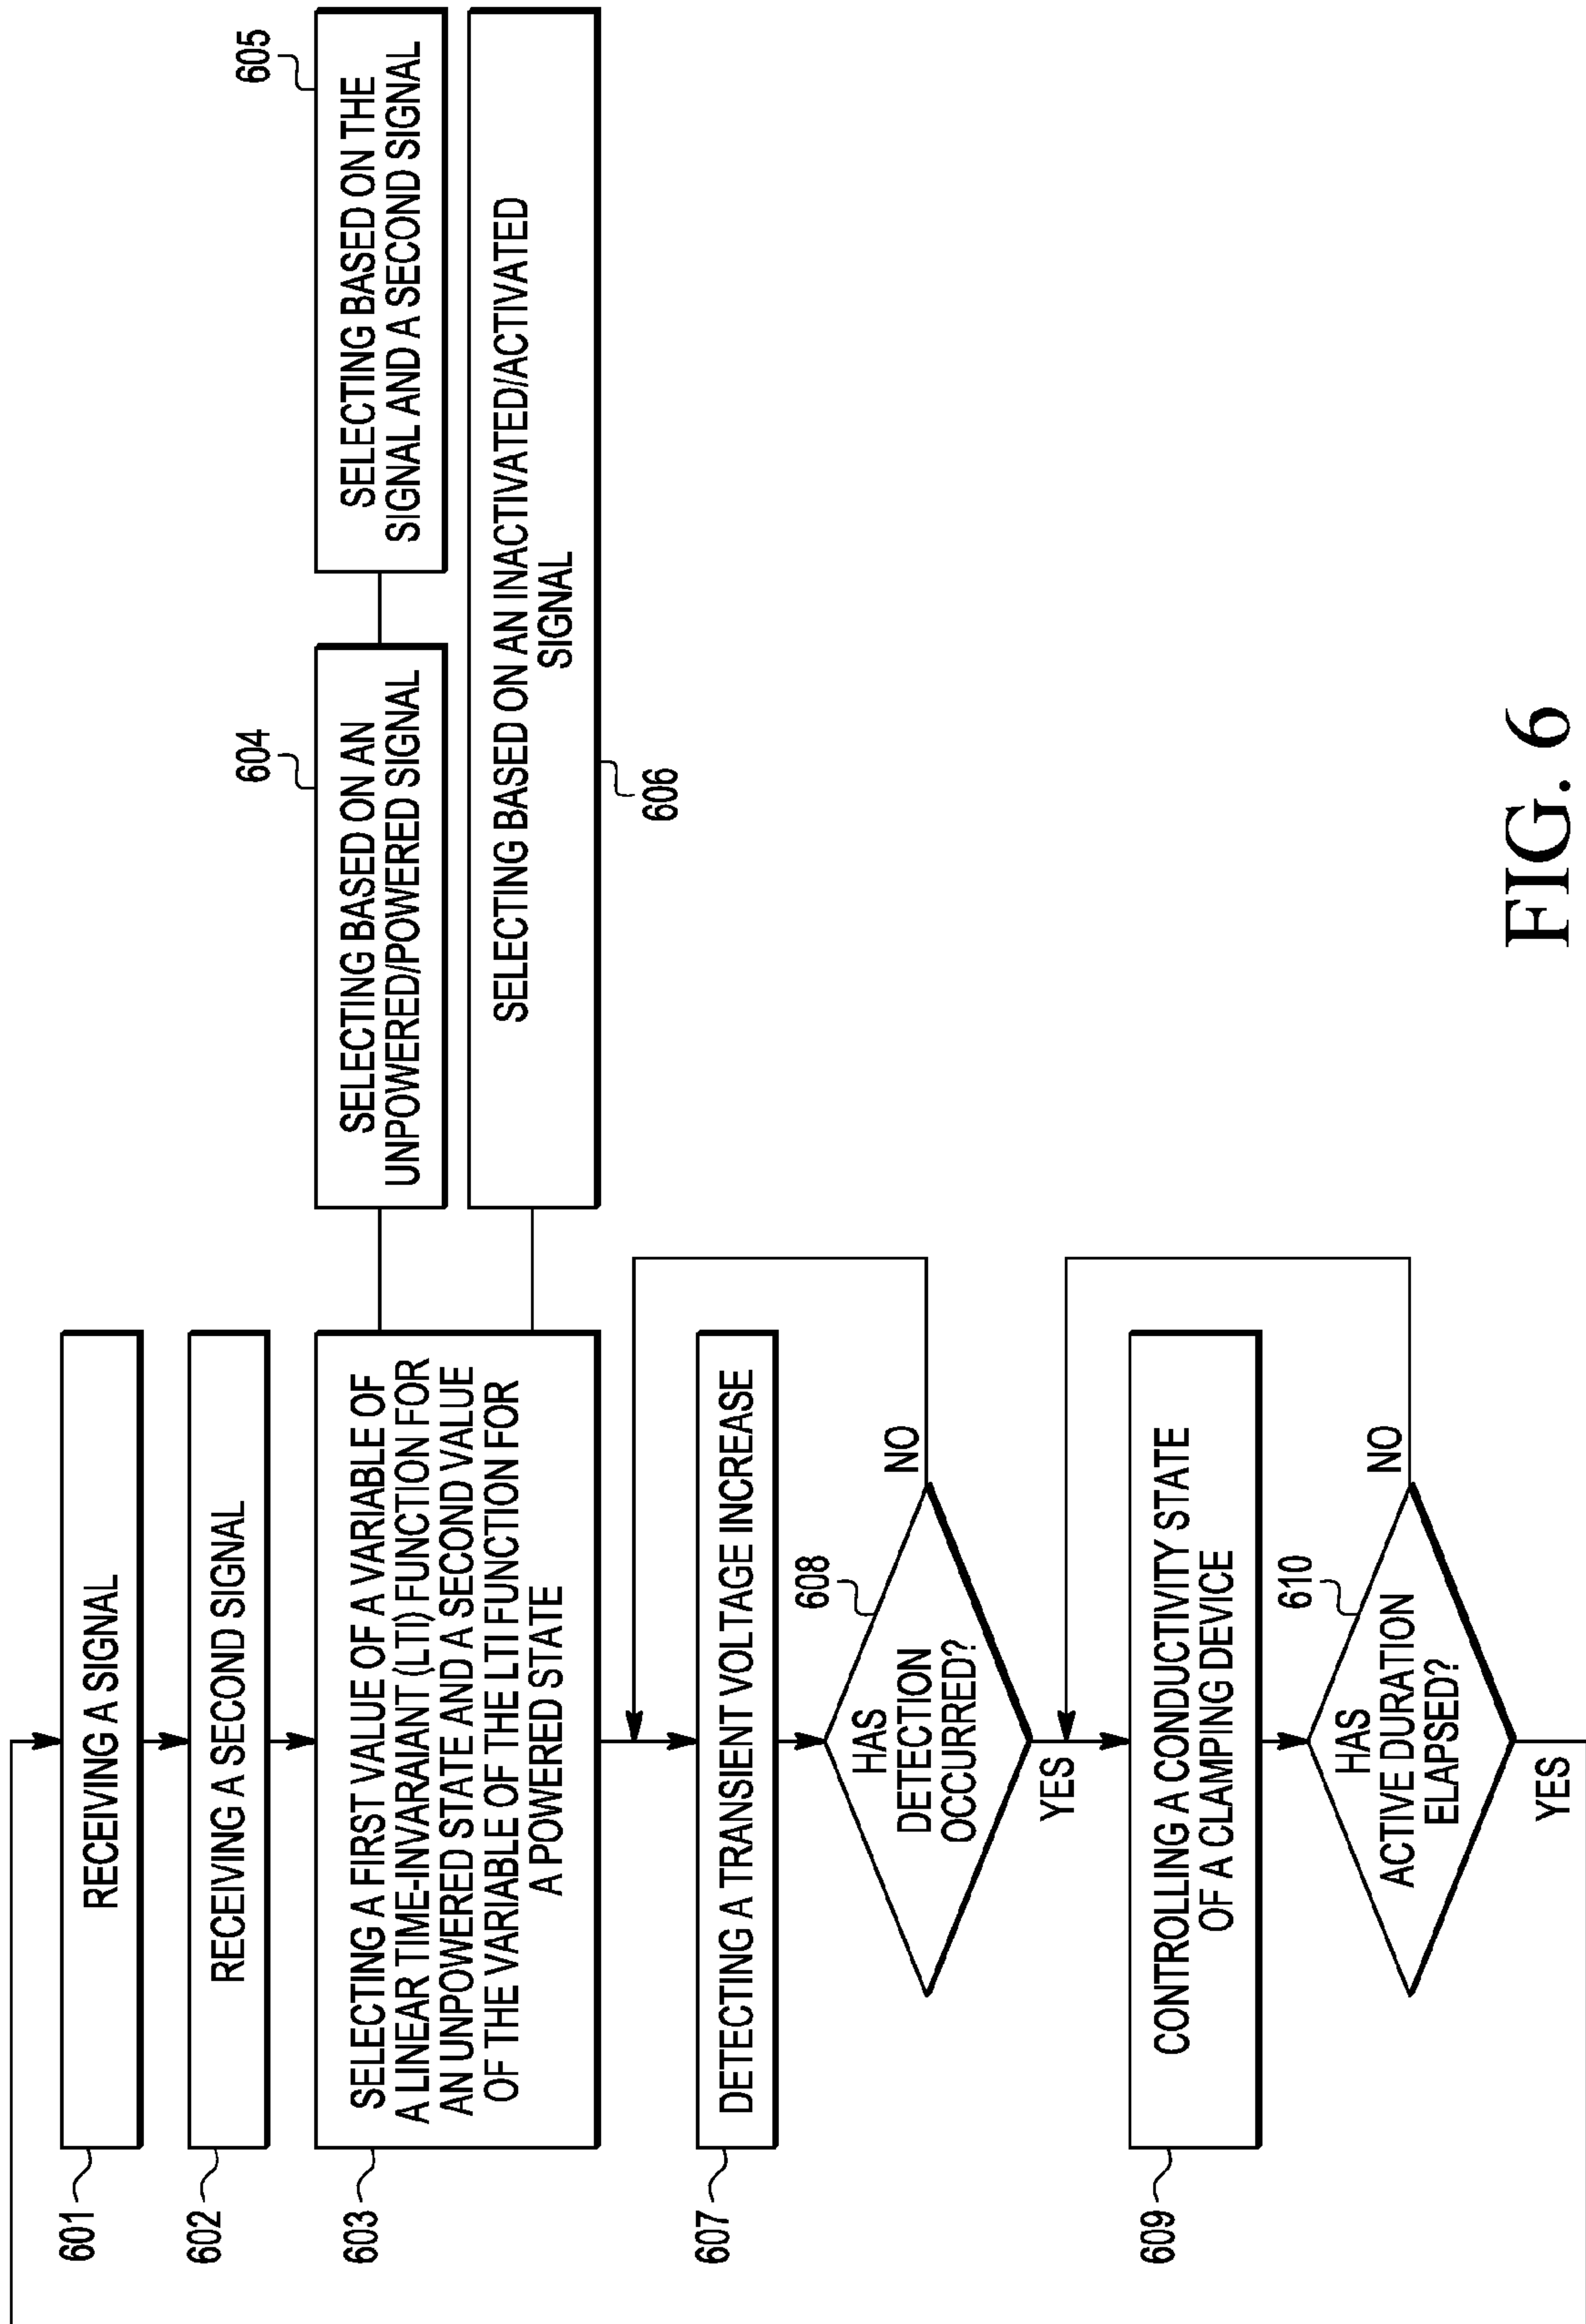 601
RECEIVING A SIGNAL
602
RECEIVING A SECOND SIGNAL
603
SELECTING A FIRST VALUE OF A VARIABLE OF
A LINEAR TIME-INVARIANT (LTI) FUNCTION FOR
AN UNPOWERED STATE AND A SECOND VALUE
OF THE VARIABLE OF THE LTI FUNCTION FOR
A POWERED STATE
604
SELECTING BASED ON AN
UNPOWERED/POWERED SIGNAL
605
SELECTING BASED ON THE
SIGNAL AND A SECOND SIGNAL
SELECTING BASED ON AN INACTIVATED/ACTIVATED
SIGNAL
606
607
DETECTING A TRANSIENT VOLTAGE INCREASE
608
HAS
DETECTION
OCCURRED?
NO
YES
609
CONTROLLING A CONDUCTIVITY STATE
OF A CLAMPING DEVICE
610
HAS
ACTIVE DURATION
ELAPSED?
NO
YES
FIG. 6